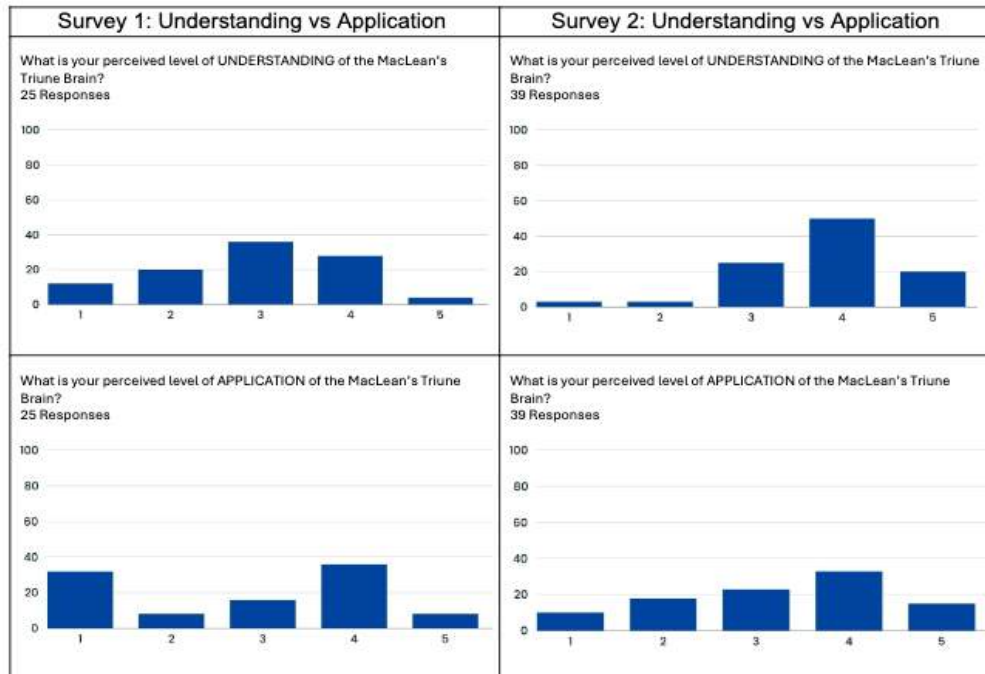 Survey 1: Understanding vs Application
Survey 2: Understanding vs Application
What is your perceived level of UNDERSTANDING of the MacLean's
Triune Brain?
25 Responses
100
80
60
40
20
0
1 2 3 4 5
What is your perceived level of UNDERSTANDING of the MacLean's Triune
Brain?
39 Responses
100
80
60
40
20
0
1 2 3 4 5
What is your perceived level of APPLICATION of the MacLean's Triune
Brain?
25 Responses
100
80
60
40
20
0
1 2 3 4 5
What is your perceived level of APPLICATION of the MacLean's Triune
Brain?
39 Responses
100
80
60
40
20
0
1 2 3 4 5